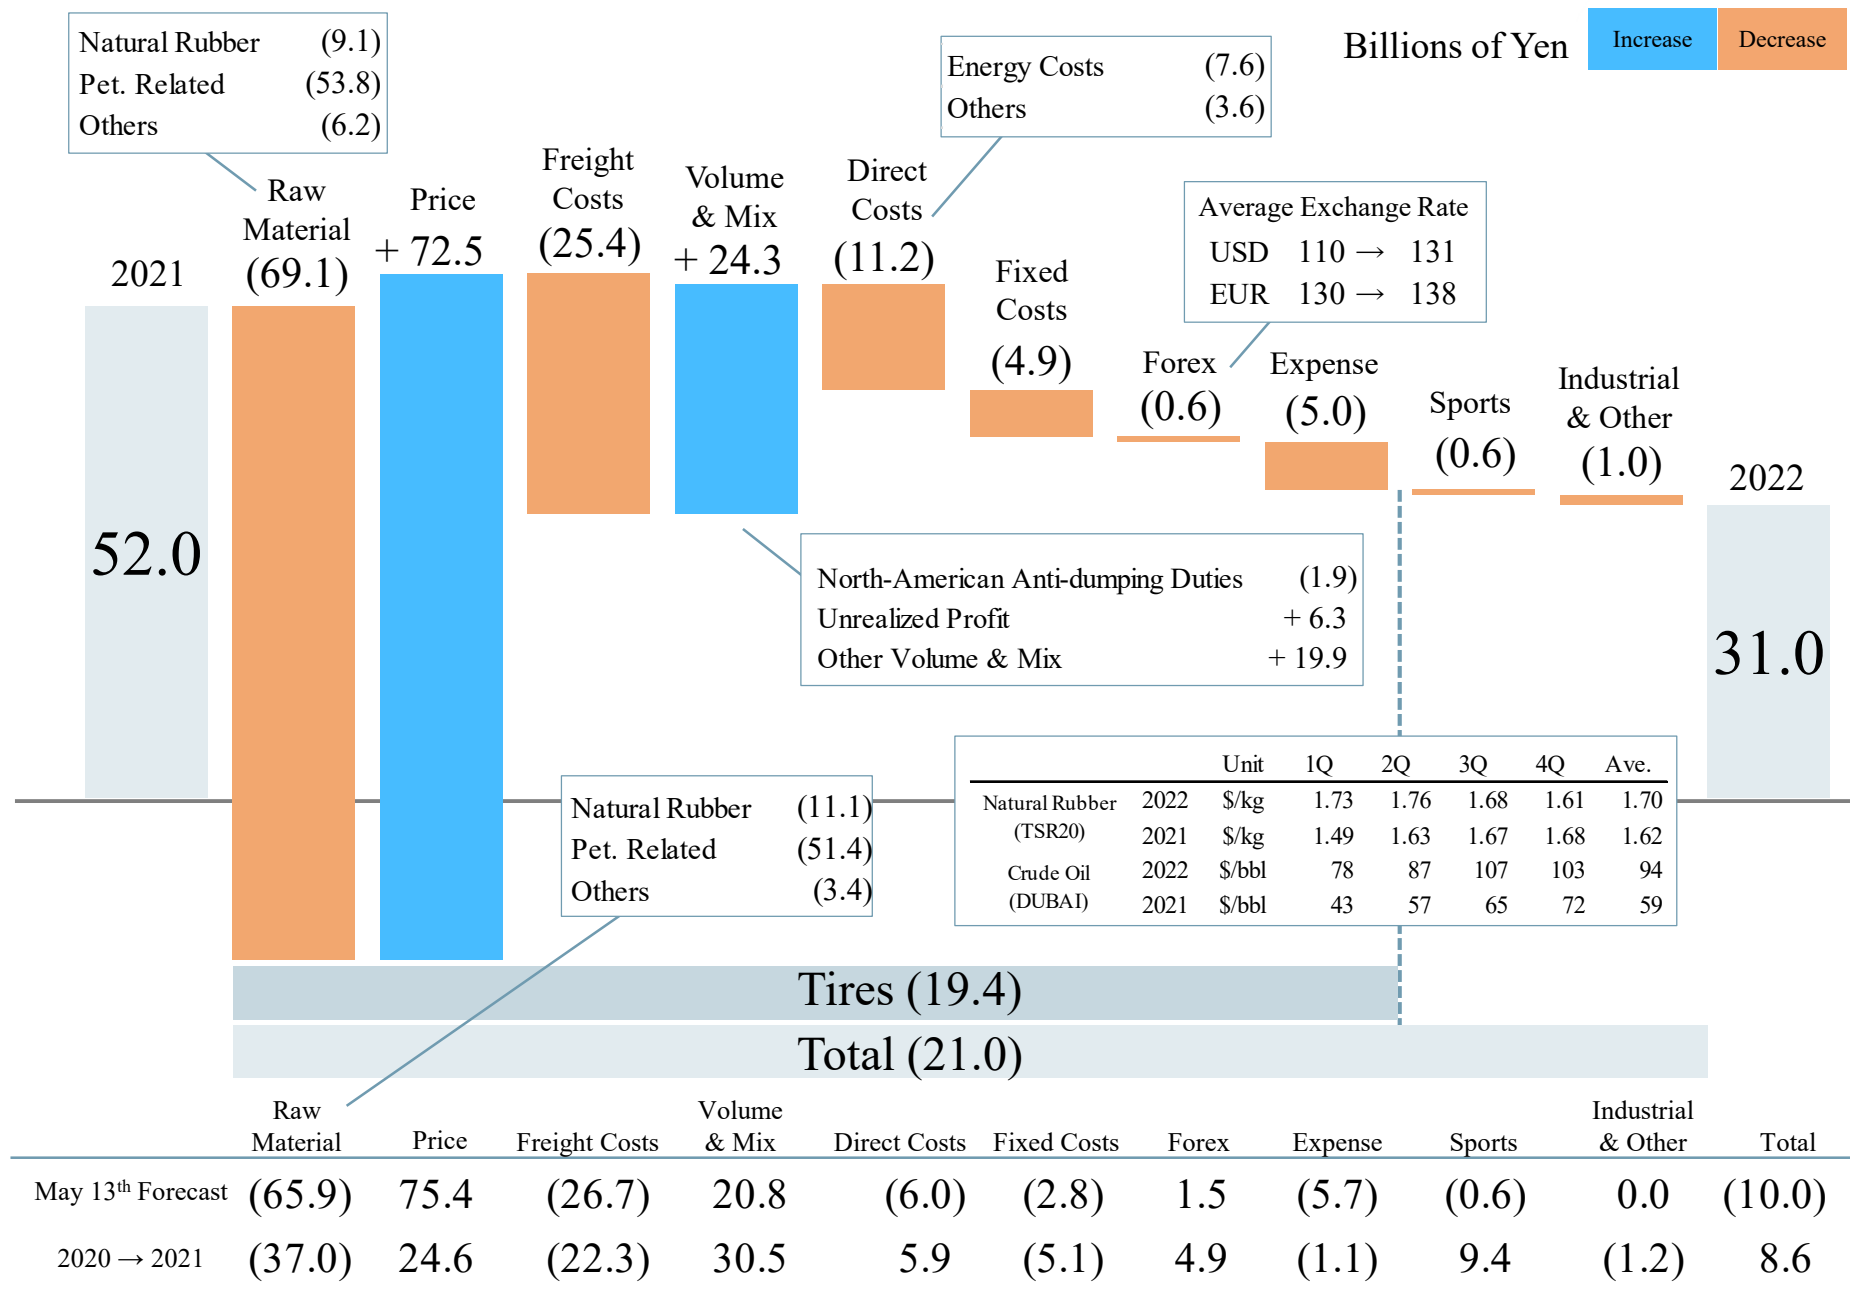 Billions of Yen
Increase Decrease
Natural Rubber (9.1)
Pet. Related (53.8)
Others (6.2)
Energy Costs (7.6)
Others (3.6)
Average Exchange Rate
USD 110 → 131
EUR 130 → 138
2021
52.0
Raw
Material
(69.1)
Price
+ 72.5
Freight
Costs
(25.4)
Volume
& Mix
+ 24.3
Direct
Costs
(11.2)
Fixed
Costs
(4.9)
Forex
(0.6)
Expense
(5.0)
Sports
(0.6)
Industrial
& Other
(1.0)
2022
31.0
North-American Anti-dumping Duties (1.9)
Unrealized Profit + 6.3
Other Volume & Mix + 19.9
Natural Rubber (11.1)
Pet. Related (51.4)
Others (3.4)
Unit 1Q 2Q 3Q 4Q Ave.
Natural Rubber 2022 $/kg 1.73 1.76 1.68 1.61 1.70
(TSR20) 2021 $/kg 1.49 1.63 1.67 1.68 1.62
Crude Oil 2022 $/bbl 78 87 107 103 94
(DUBAI) 2021 $/bbl 43 57 65 72 59
Tires (19.4)
Total (21.0)
Raw Material Price Freight Costs Volume & Mix Direct Costs Fixed Costs Forex Expense Sports Industrial & Other Total
May 13th Forecast (65.9) 75.4 (26.7) 20.8 (6.0) (2.8) 1.5 (5.7) (0.6) 0.0 (10.0)
2020 → 2021 (37.0) 24.6 (22.3) 30.5 5.9 (5.1) 4.9 (1.1) 9.4 (1.2) 8.6